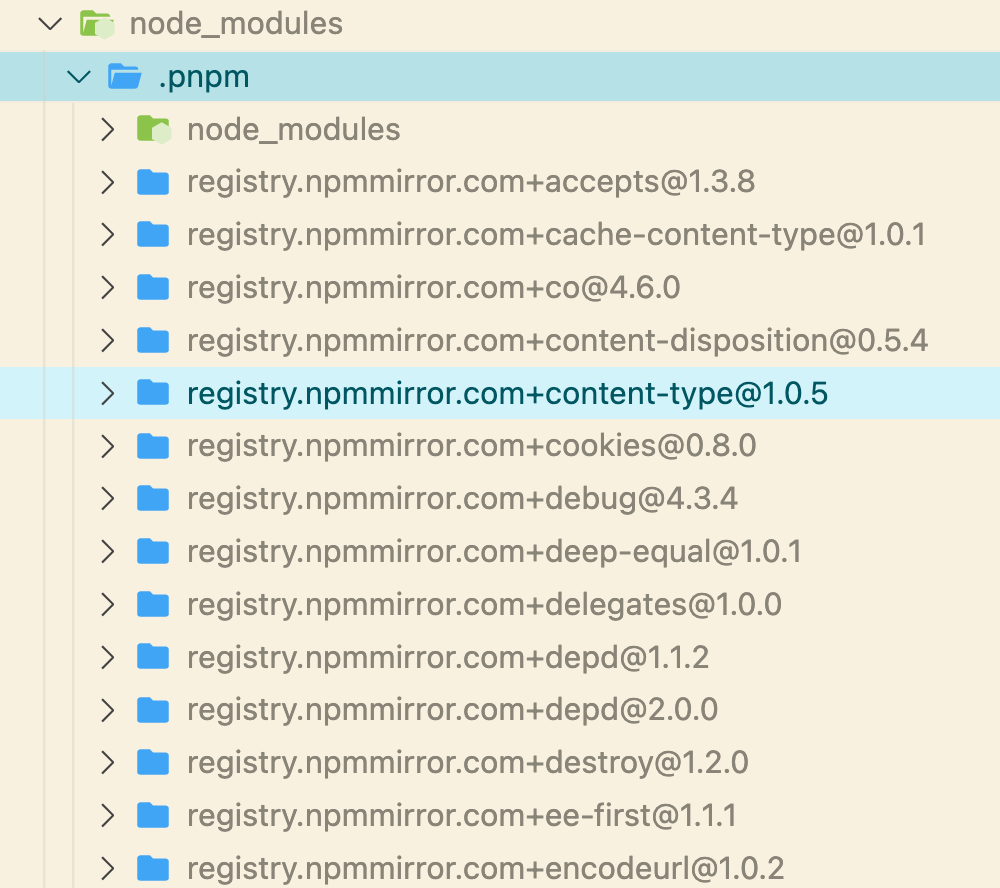 node_modules
.pnpm
node_modules
registry.npmmirror.com+accepts@1.3.8
registry.npmmirror.com+cache-content-type@1.0.1
registry.npmmirror.com+co@4.6.0
registry.npmmirror.com+content-disposition@0.5.4
registry.npmmirror.com+content-type@1.0.5
registry.npmmirror.com+cookies@0.8.0
registry.npmmirror.com+debug@4.3.4
registry.npmmirror.com+deep-equal@1.0.1
registry.npmmirror.com+delegates@1.0.0
registry.npmmirror.com+depd@1.1.2
registry.npmmirror.com+depd@2.0.0
registry.npmmirror.com+destroy@1.2.0
registry.npmmirror.com+ee-first@1.1.1
registry.npmmirror.com+encodeurl@1.0.2